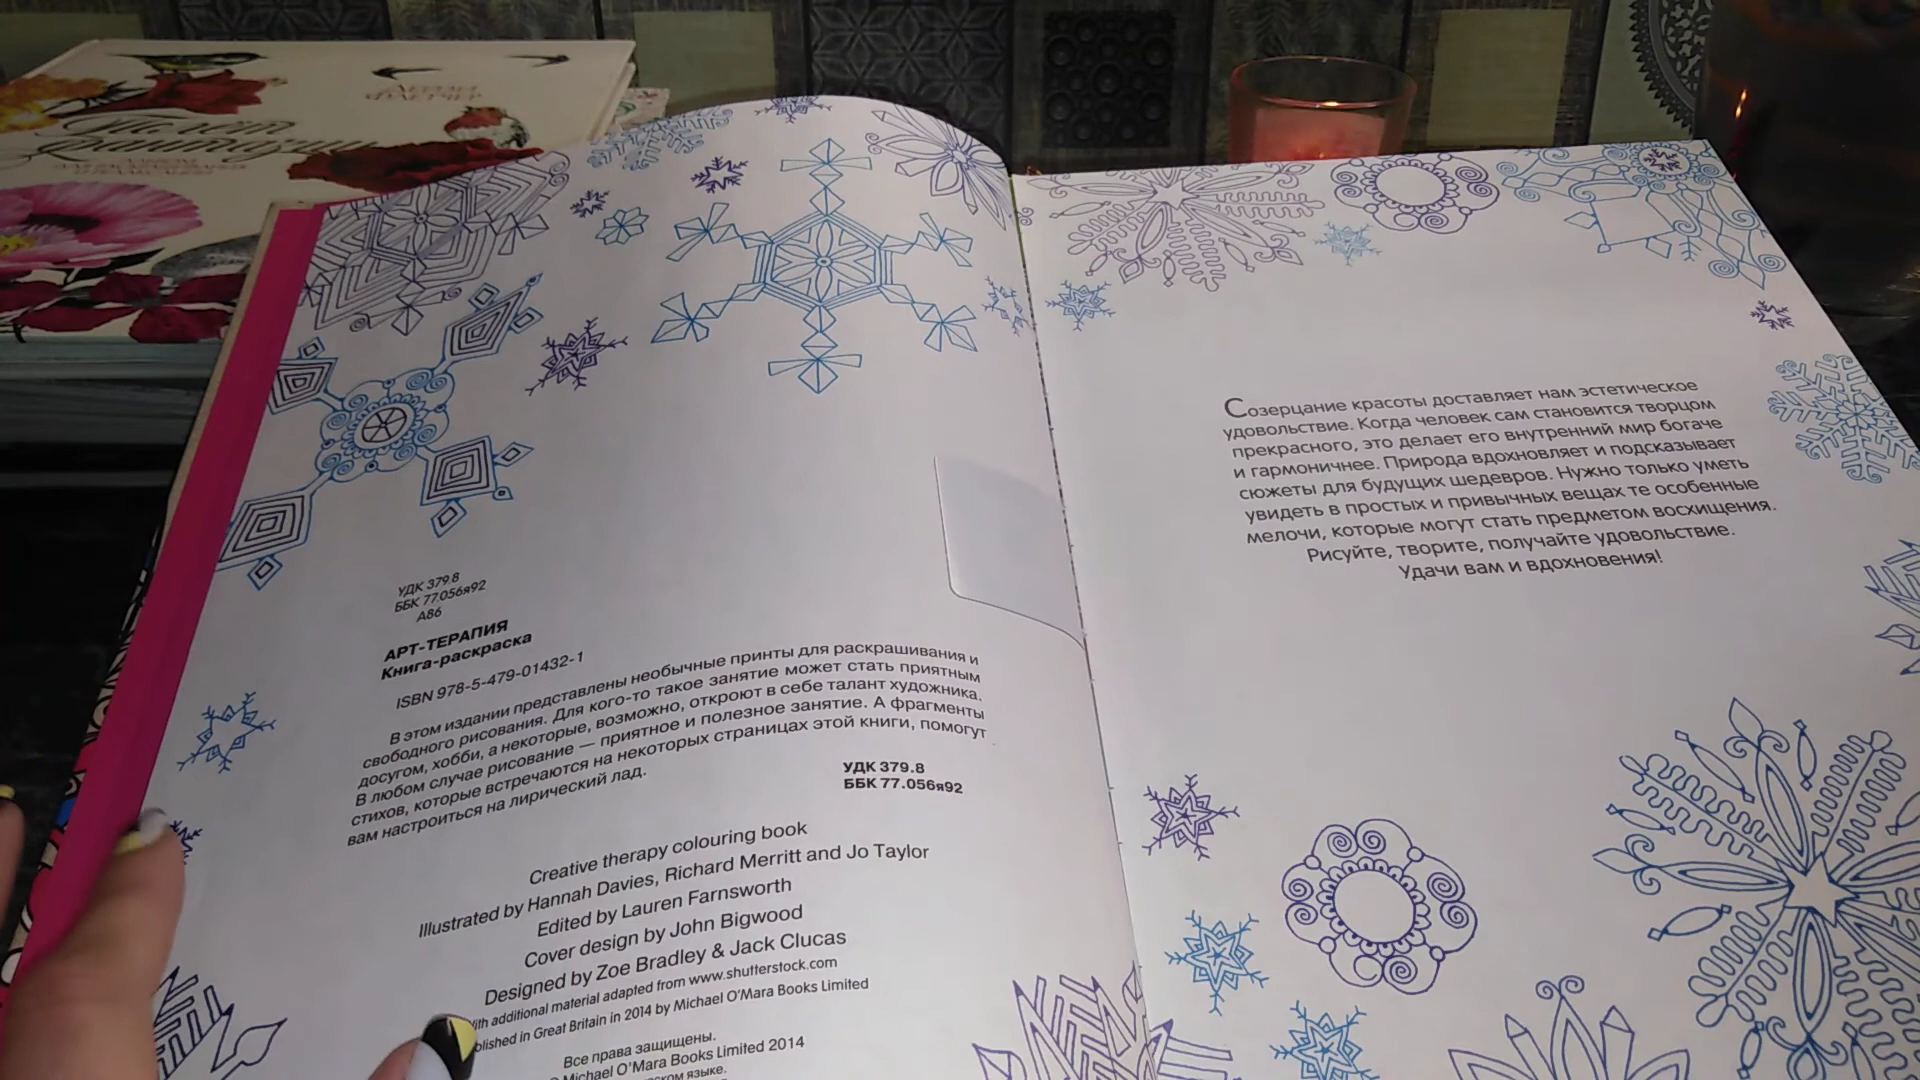 Лейла
Флетчер
Полёт
фантазии
УДК 379.8
ББК 77.056я92
А86
АРТ-ТЕРАПИЯ
Книга-раскраска
ISBN 978-5-479-01432-1
В этом издании представлены необычные принты для раскрашивания и
свободного рисования. Для кого-то такое занятие может стать приятным
досугом, хобби, а некоторые, возможно, откроют в себе талант художника.
В любом случае рисование — приятное и полезное занятие. А фрагменты
стихов, которые встречаются на некоторых страницах этой книги, помогут
вам настроиться на лирический лад.
УДК 379.8
ББК 77.056я92
Creative therapy colouring book
Illustrated by Hannah Davies, Richard Merritt and Jo Taylor
Edited by Lauren Farnsworth
Cover design by John Bigwood
Designed by Zoe Bradley & Jack Clucas
additional material adapted from www.shutterstock.com
in Great Britain in 2014 by Michael O'Mara Books Limited
Все права защищены.
Michael O'Mara Books Limited 2014
языке.
Созерцание красоты доставляет нам эстетическое
удовольствие. Когда человек сам становится творцом
прекрасного, это делает его внутренний мир богаче
и гармоничнее. Природа вдохновляет и подсказывает
сюжеты для будущих шедевров. Нужно только уметь
увидеть в простых и привычных вещах те особенные
мелочи, которые могут стать предметом восхищения.
Рисуйте, творите, получайте удовольствие.
Удачи вам и вдохновения!